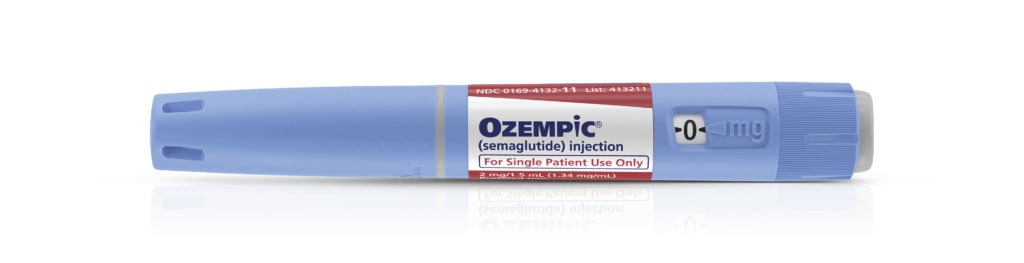 NDC 0169-4132-11 List: 413211
OZEMPIC®
(semaglutide) injection
For Single Patient Use Only
2 mg/1.5 mL (1.34 mg/mL)
0 mg